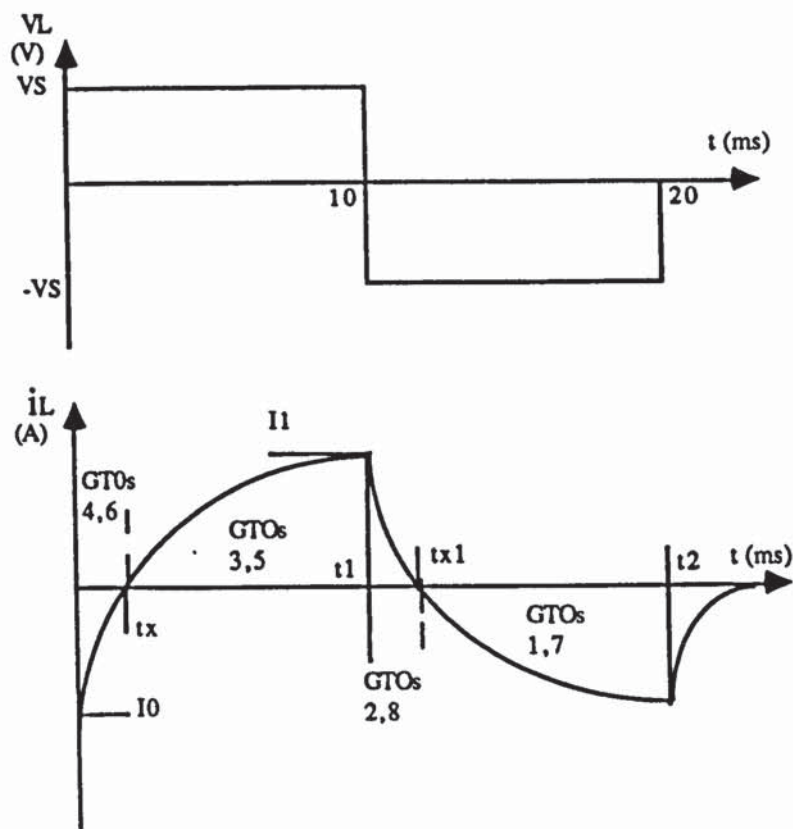 VL
(V)
VS
t (ms)
10
20
-VS
iL
(A)
I1
GT0s
4,6
GTOs
3,5
t1
tx1
t2
t (ms)
tx
GTOs
1,7
I0
GTOs
2,8